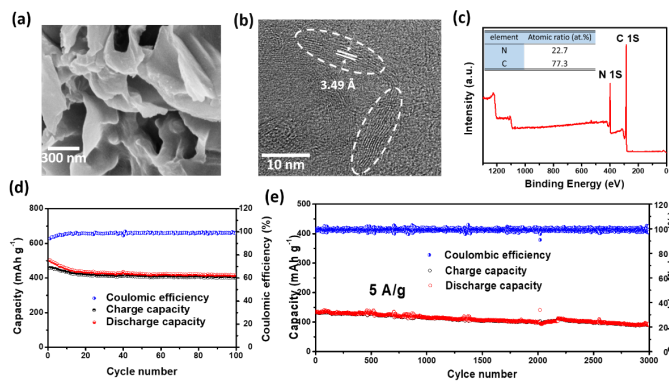 (a)
300 nm
(b)
3.49 Å
10 nm
(c)
element Atomic ratio (at.%)
N 22.7
C 77.3
C 1S
N 1S
Intensity (a.u.)
1200 1000 800 600 400 200 0
Binding Energy (eV)
(d)
800
600
400
200
0
Capacity (mAh g⁻¹)
120
100
80
60
40
20
0
Coulomic efficiency (%)
Coulomic efficiency
Charge capacity
Discharge capacity
0 20 40 60 80 100
Cycle number
(e)
500
400
300
200
100
0
Capacity (mAh g⁻¹)
120
100
80
60
40
20
0
Coulombic efficiency
Charge capacity
Discharge capacity
5 A/g
0 500 1000 1500 2000 2500 3000
Cylce number